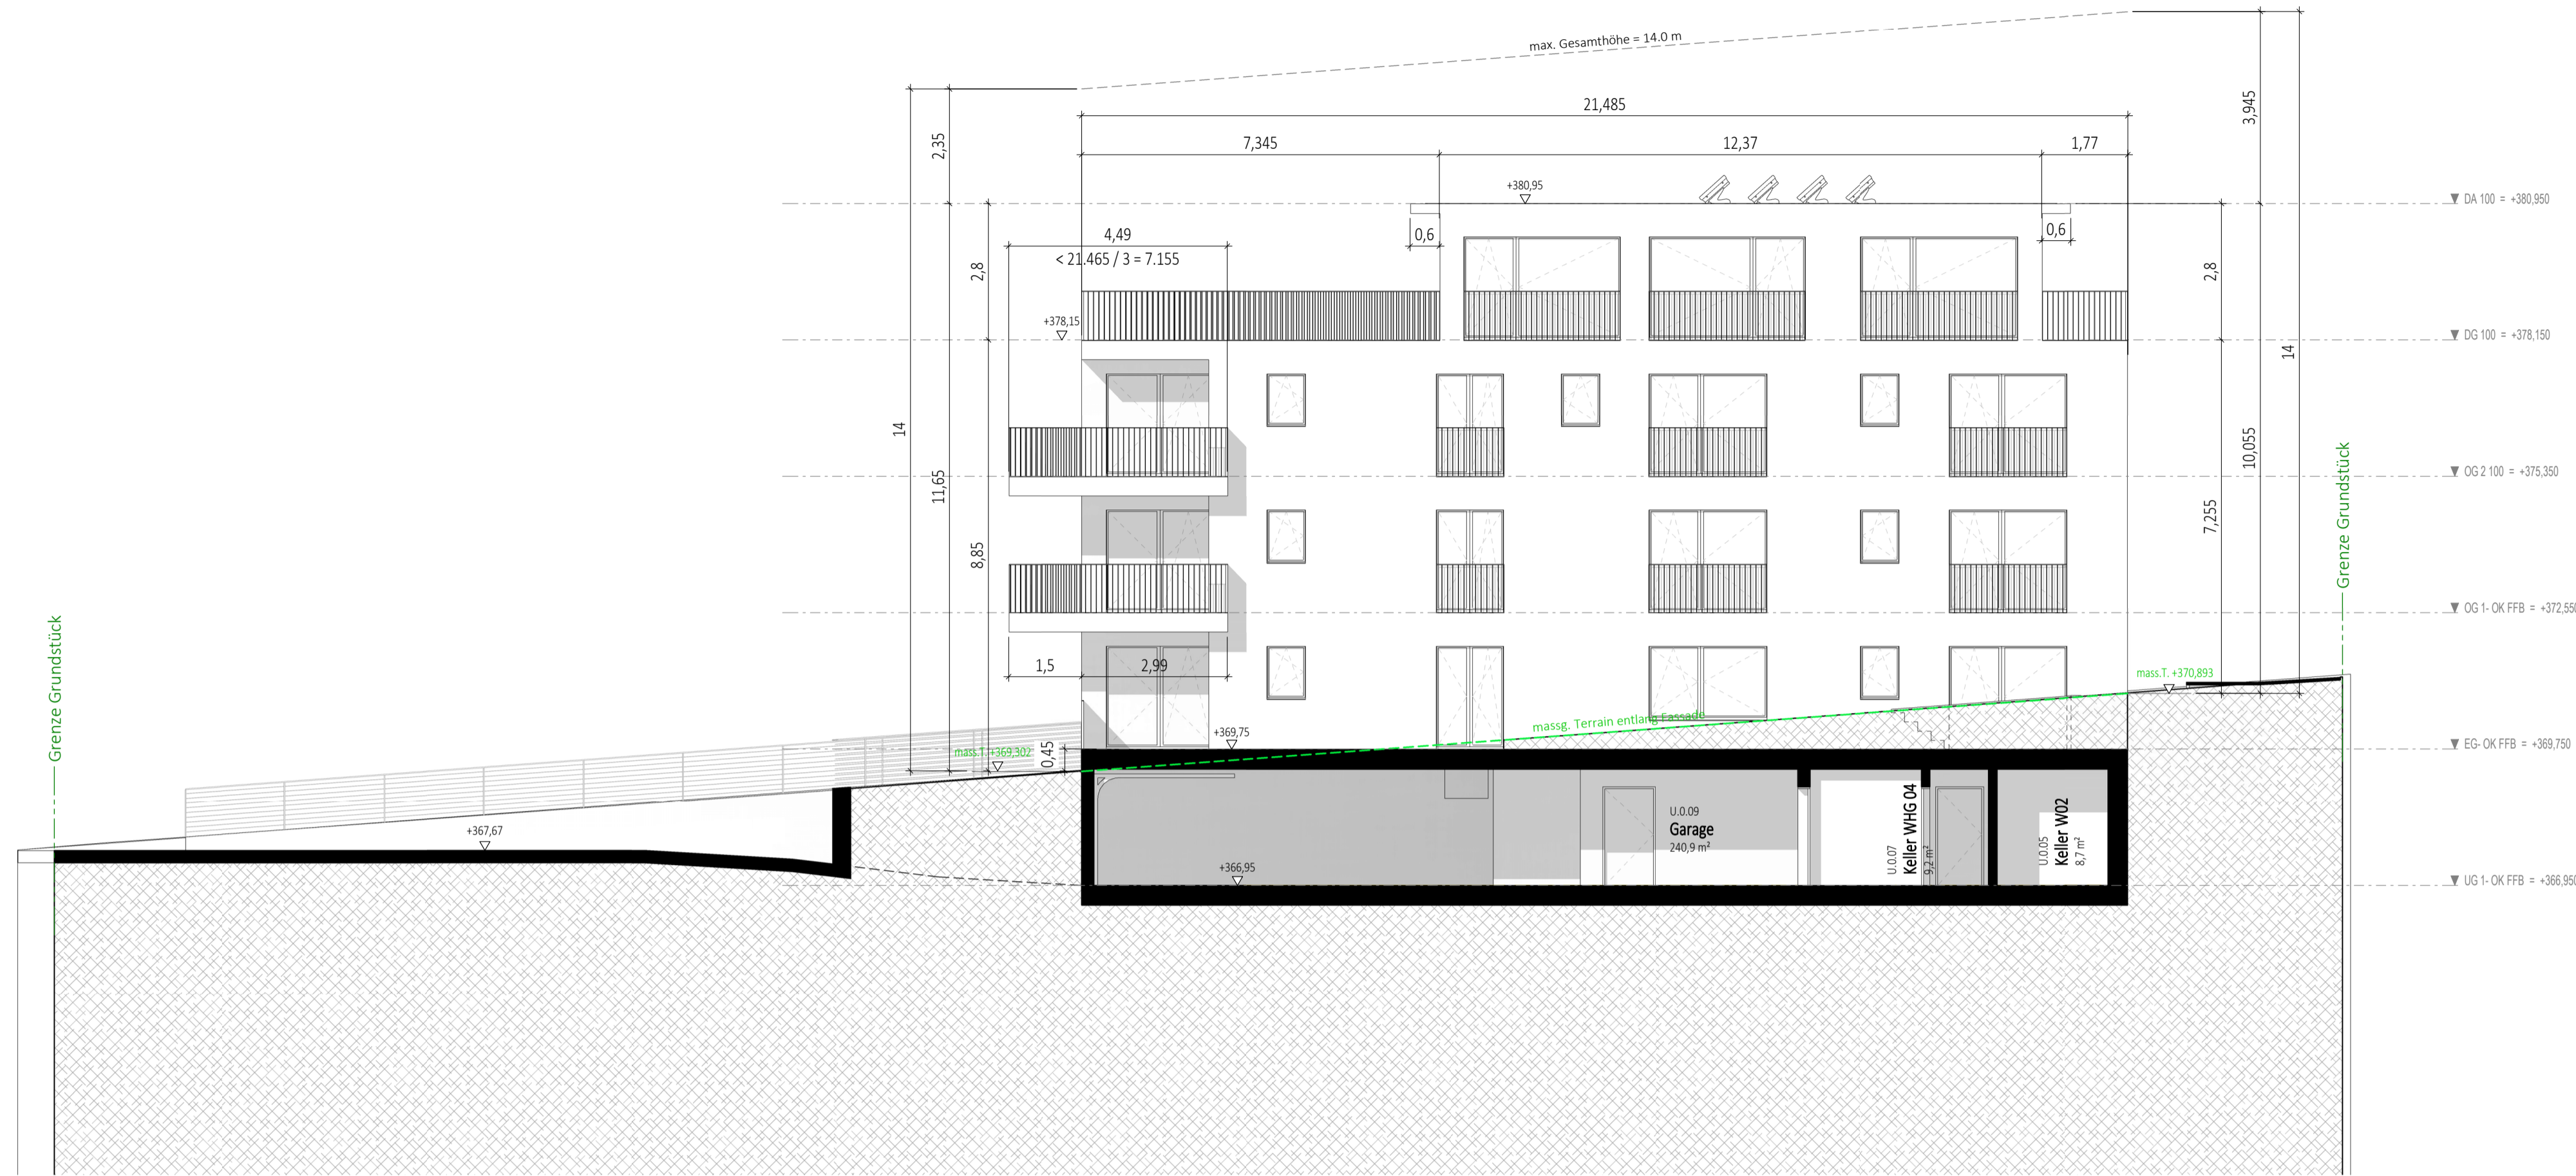 max. Gesamthöhe = 14.0 m
21,485
7,345
12,37
1,77
2,35
3,945
+380,95
DA 100 = +380,950
4,49
< 21.465 / 3 = 7.155
0,6
0,6
2,8
2,8
+378,15
DG 100 = +378,150
14
14
11,65
10,055
OG 2 100 = +375,350
8,85
7,255
Grenze Grundstück
Grenze Grundstück
OG 1- OK FFB = +372,550
1,5
2,99
mass.T. +370,893
massg. Terrain entlang Fassade
+369,75
mass.T. +369,302
0,45
EG- OK FFB = +369,750
+367,67
U.0.09
Garage
240,9 m²
U.0.07
Keller WHG 04
9,2 m²
U.0.05
Keller W02
8,7 m²
+366,95
UG 1- OK FFB = +366,950